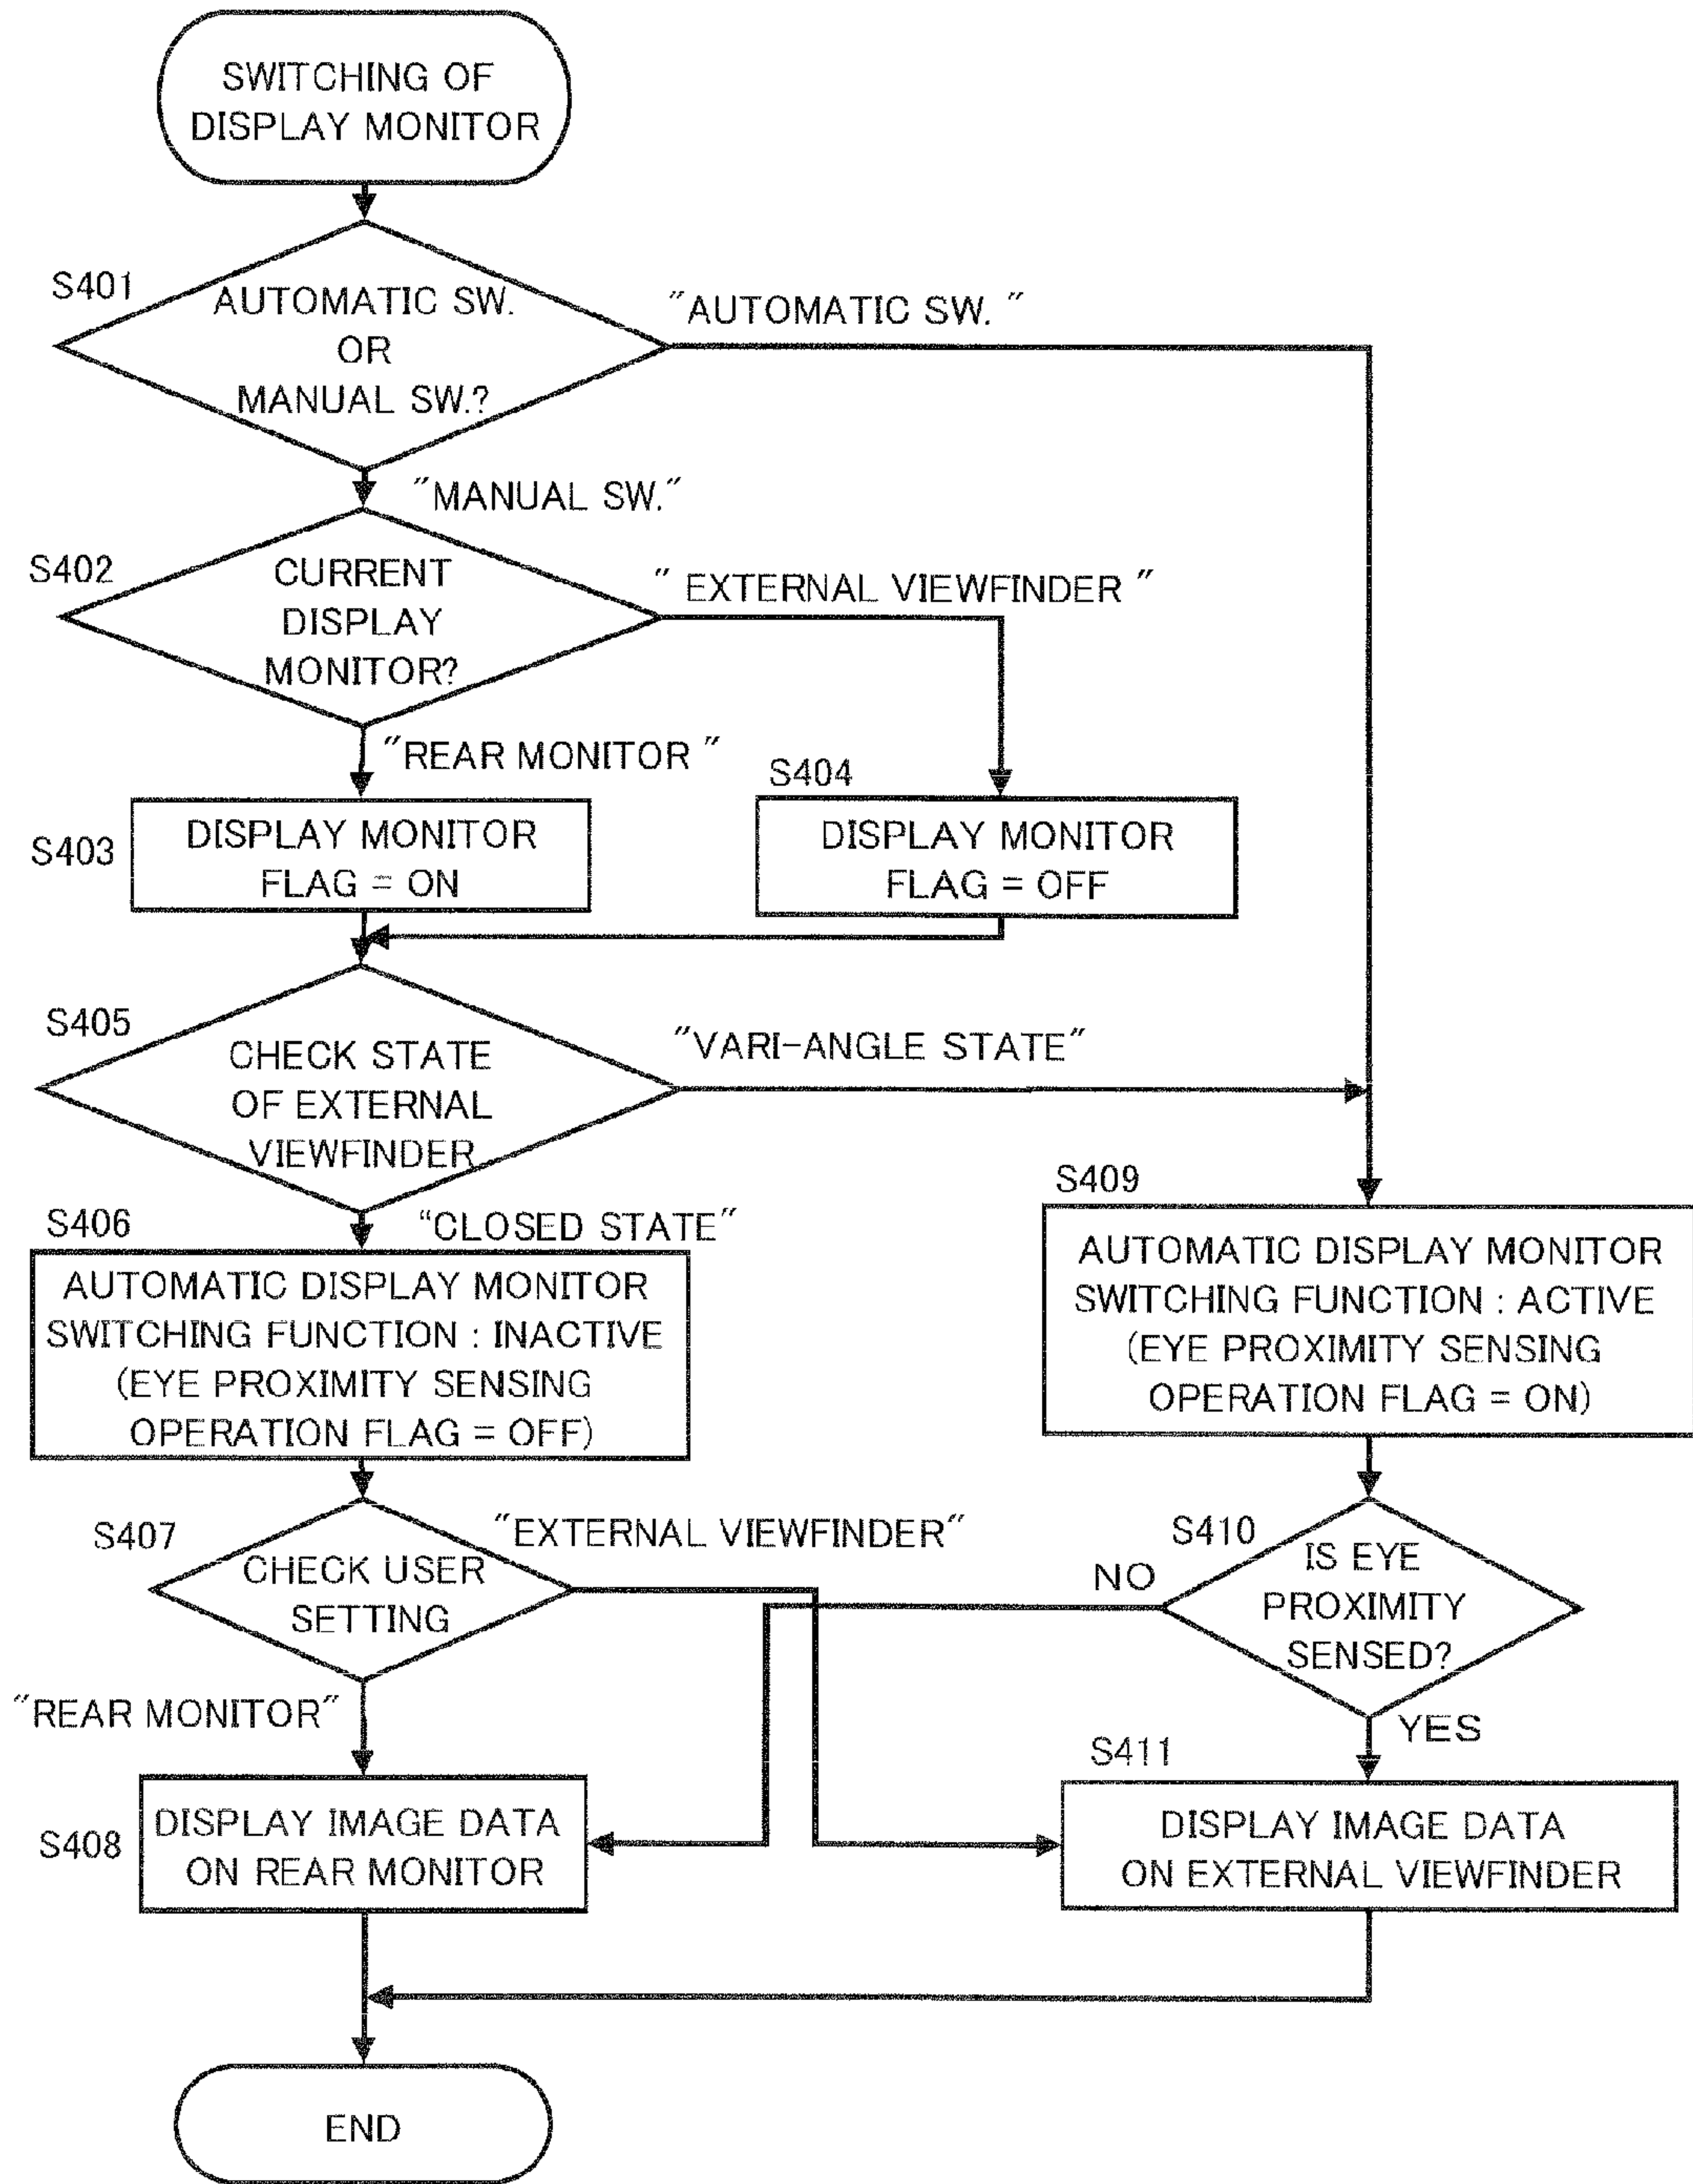 SWITCHING OF
DISPLAY MONITOR
S401
AUTOMATIC SW.
OR
MANUAL SW.?
"AUTOMATIC SW. "
"MANUAL SW."
S402
CURRENT
DISPLAY
MONITOR?
" EXTERNAL VIEWFINDER "
"REAR MONITOR "
S403
DISPLAY MONITOR
FLAG = ON
S404
DISPLAY MONITOR
FLAG = OFF
S405
CHECK STATE
OF EXTERNAL
VIEWFINDER
"VARI-ANGLE STATE"
"CLOSED STATE"
S406
AUTOMATIC DISPLAY MONITOR
SWITCHING FUNCTION : INACTIVE
(EYE PROXIMITY SENSING
OPERATION FLAG = OFF)
S409
AUTOMATIC DISPLAY MONITOR
SWITCHING FUNCTION : ACTIVE
(EYE PROXIMITY SENSING
OPERATION FLAG = ON)
S407
CHECK USER
SETTING
"EXTERNAL VIEWFINDER"
"REAR MONITOR"
S410
IS EYE
PROXIMITY
SENSED?
NO
YES
S408
DISPLAY IMAGE DATA
ON REAR MONITOR
S411
DISPLAY IMAGE DATA
ON EXTERNAL VIEWFINDER
END